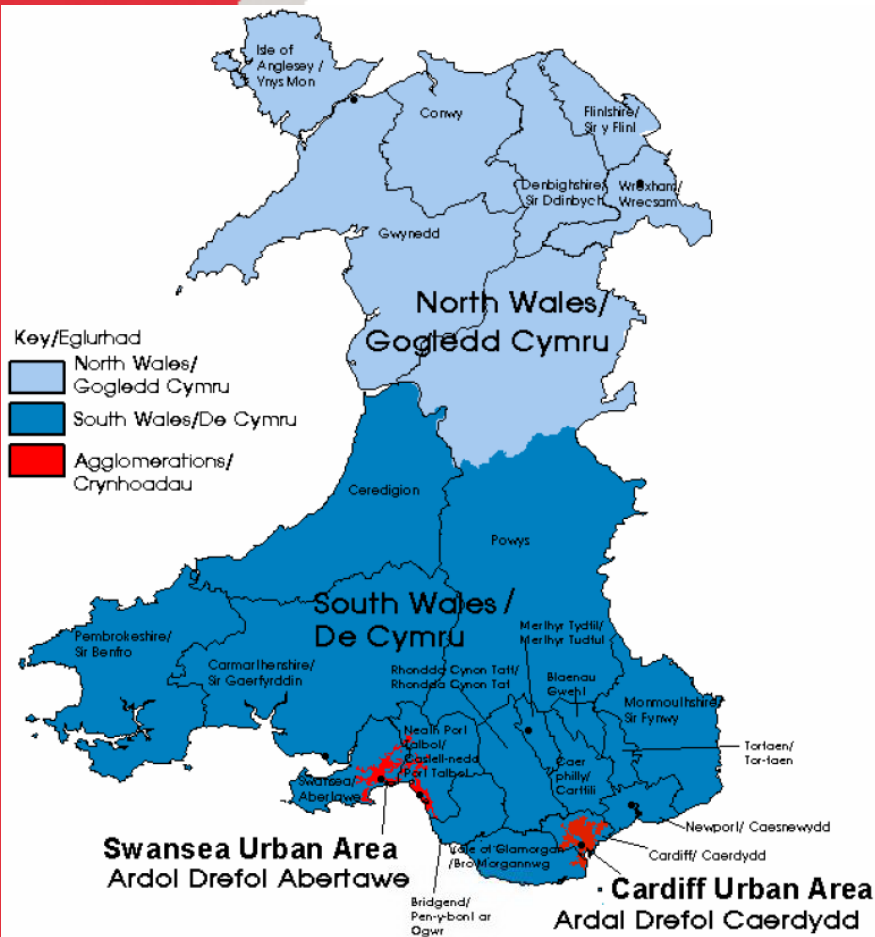 Isle of
Anglesey /
Ynys Mon
Conwy
Flintshire/
Sir y Flint
Denbighshire/
Sir Ddinbych
Wrexham/
Wrecsam
Gwynedd
North Wales/
Gogledd Cymru
Key/Eglurhad
North Wales/
Gogledd Cymru
South Wales/De Cymru
Agglomerations/
Crynhoadau
Ceredigion
Powys
South Wales/
De Cymru
Merthyr Tydfil/
Merthyr Tudful
Pembrokeshire/
Sir Benfro
Carmarthenshire/
Sir Gaerfyrddin
Rhondda Cynon Taff/
Rhondda Cynon Taf
Blaenau
Gwent
Monmouthshire/
Sir Fynwy
Neath Port
Talbot/
Castell-nedd
Port Talbot
Torfaen/
Tor-faen
Caer
philly/
Caerffili
Swansea/
Abertawe
Newport/ Caesnewydd
Swansea Urban Area
Ardol Drefol Abertawe
Vale of Glamorgan
/Bro Morgannwg
Cardiff/ Caerdydd
Bridgend/
Pen-y-bont ar
Ogwr
Cardiff Urban Area
Ardal Drefol Caerdydd